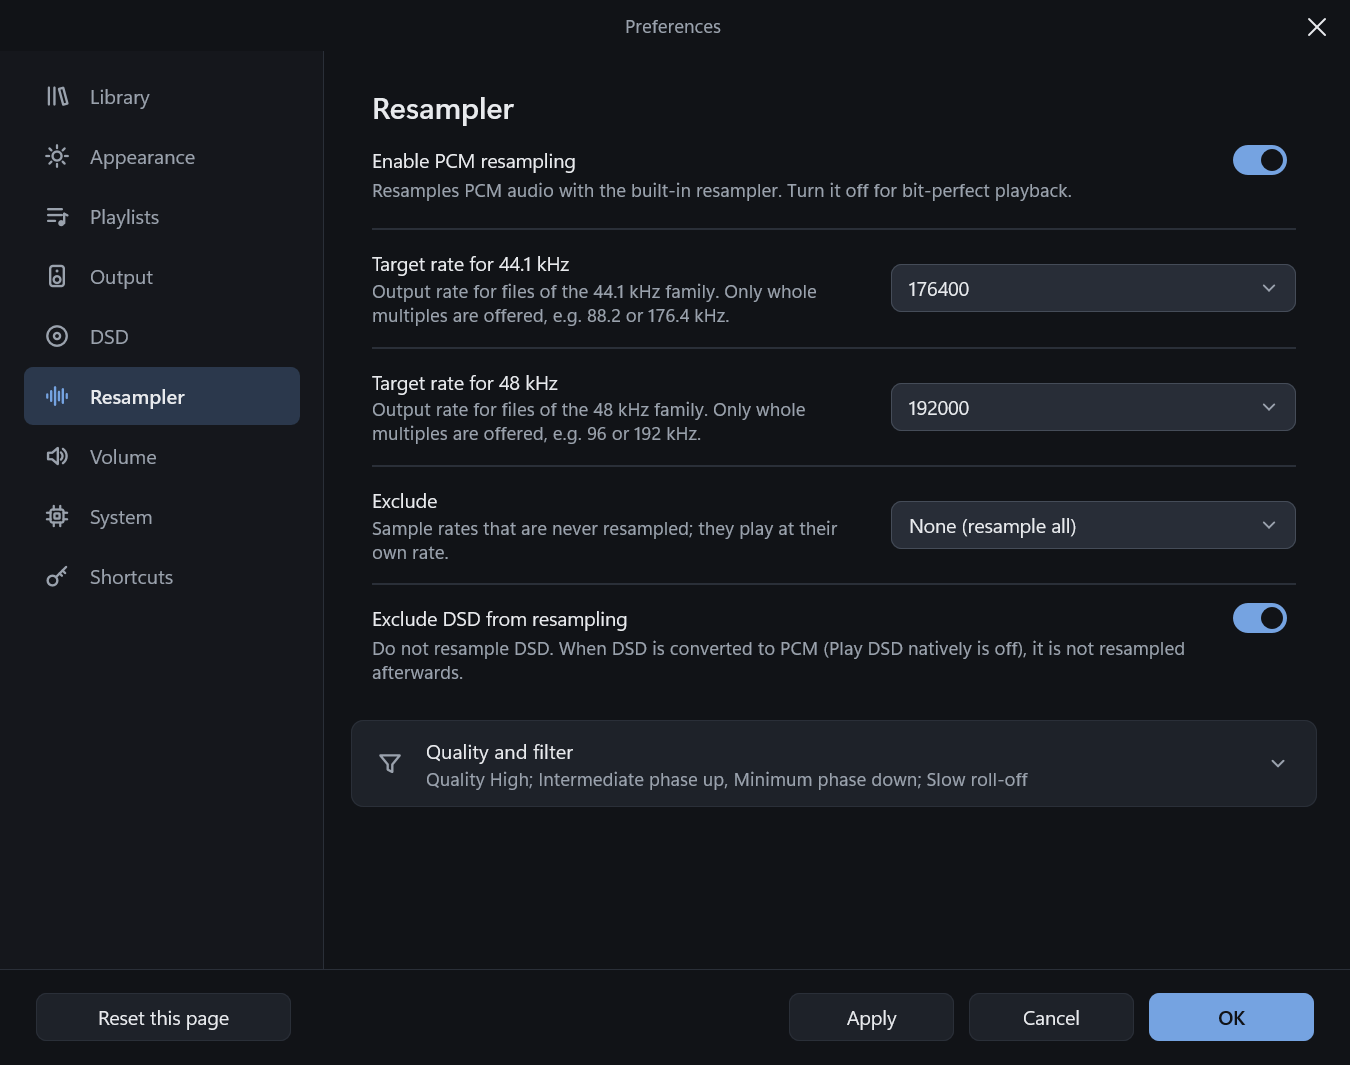 Preferences
Library
Appearance
Playlists
Output
DSD
Resampler
Volume
System
Shortcuts
Resampler
Enable PCM resampling
Resamples PCM audio with the built-in resampler. Turn it off for bit-perfect playback.
Target rate for 44.1 kHz
Output rate for files of the 44.1 kHz family. Only whole
multiples are offered, e.g. 88.2 or 176.4 kHz.
176400
Target rate for 48 kHz
Output rate for files of the 48 kHz family. Only whole
multiples are offered, e.g. 96 or 192 kHz.
192000
Exclude
Sample rates that are never resampled; they play at their
own rate.
None (resample all)
Exclude DSD from resampling
Do not resample DSD. When DSD is converted to PCM (Play DSD natively is off), it is not resampled
afterwards.
Quality and filter
Quality High; Intermediate phase up, Minimum phase down; Slow roll-off
Reset this page
Apply
Cancel
OK